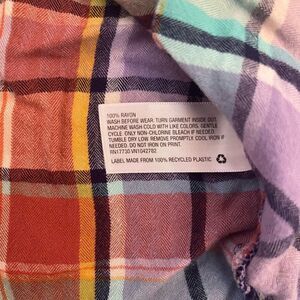 100% RAYON
WASH BEFORE WEAR. TURN GARMENT INSIDE OUT.
MACHINE WASH COLD WITH LIKE COLORS. GENTLE
CYCLE. ONLY NON-CHLORINE BLEACH IF NEEDED.
TUMBLE DRY LOW. REMOVE PROMPTLY. COOL IRON IF
NEEDED. DO NOT IRON ON PRINT.
RN17730 VN1042782
LABEL MADE FROM 100% RECYCLED PLASTIC